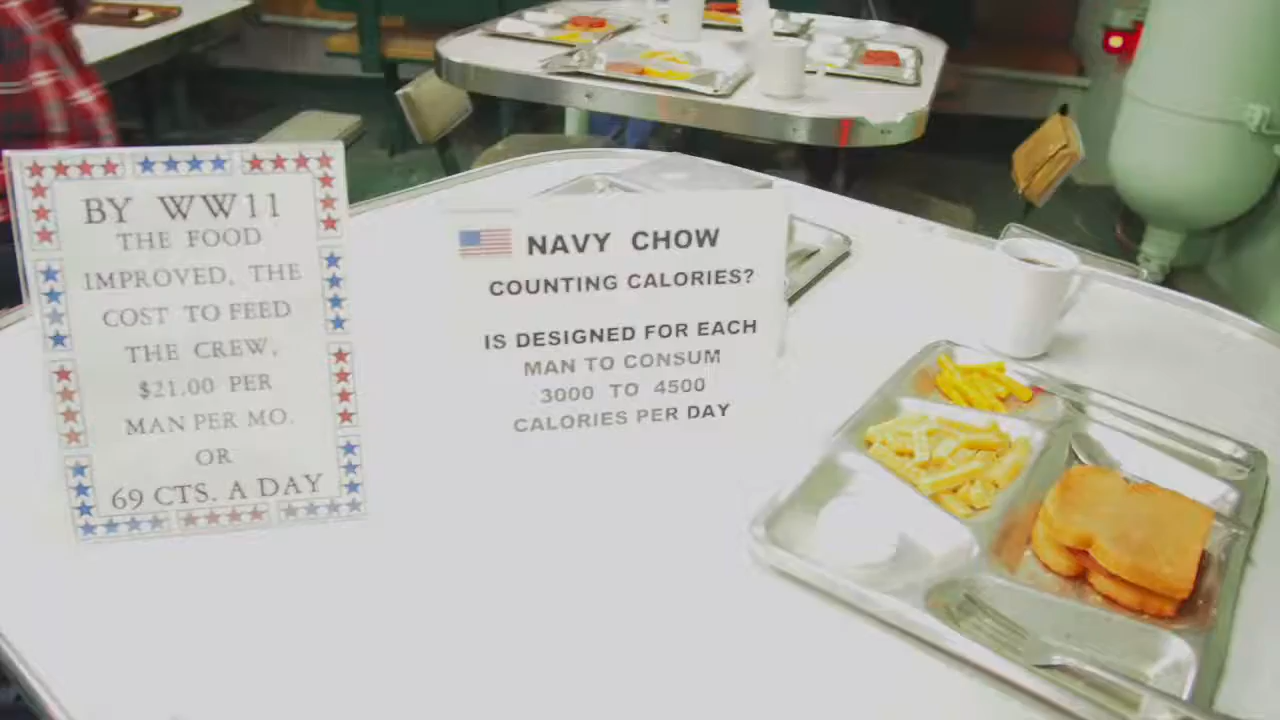 BY WW11
THE FOOD
IMPROVED, THE
COST TO FEED
THE CREW,
$21.00 PER
MAN PER MO.
OR
69 CTS. A DAY
NAVY CHOW
COUNTING CALORIES?
IS DESIGNED FOR EACH
MAN TO CONSUM
3000 TO 4500
CALORIES PER DAY